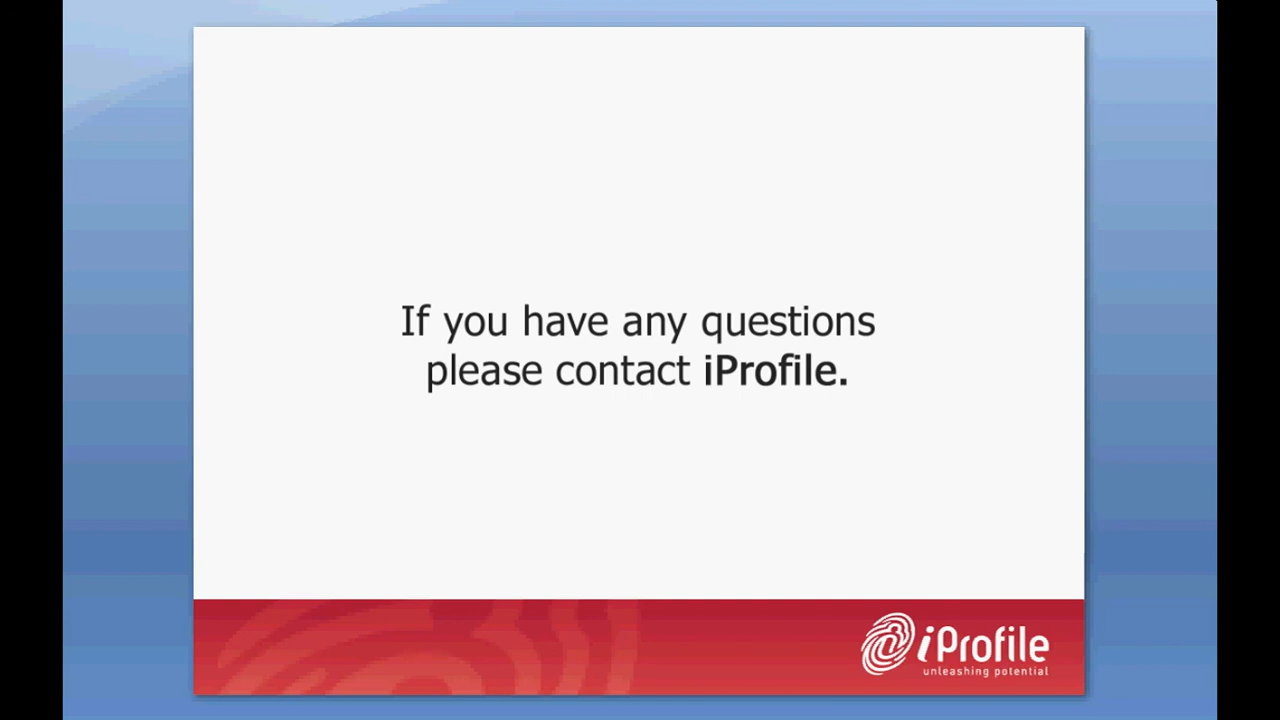 If you have any questions
please contact iProfile.
iProfile
unleashing potential